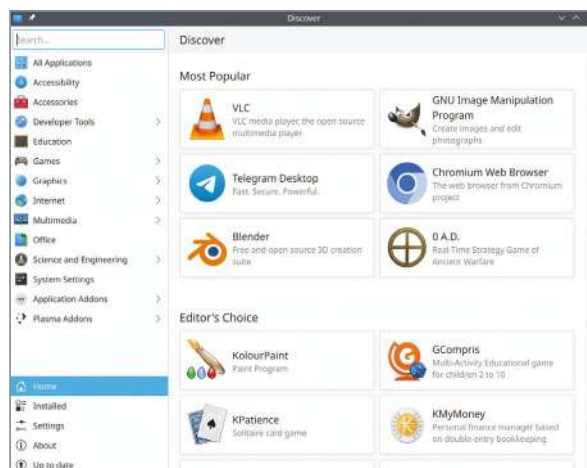 Discover
Search...
All Applications
Accessibility
Accessories
Developer Tools
Education
Games
Graphics
Internet
Multimedia
Office
Science and Engineering
System Settings
Application Addons
Plasma Addons
Home
Installed
Settings
About
Up to date
Discover
Most Popular
VLC
VLC media player, the open source
multimedia player
GNU Image Manipulation
Program
Create images and edit
photographs
Telegram Desktop
Fast. Secure. Powerful.
Chromium Web Browser
The web browser from Chromium
project
Blender
Free and open source 3D creation
suite
0 A.D.
Real-Time Strategy Game of
Ancient Warfare
Editor's Choice
KolourPaint
Paint Program
GCompris
Multi-Activity Educational game
for children 2 to 10
KPatience
Solitaire card game
KMyMoney
Personal finance manager based
on double-entry bookkeeping